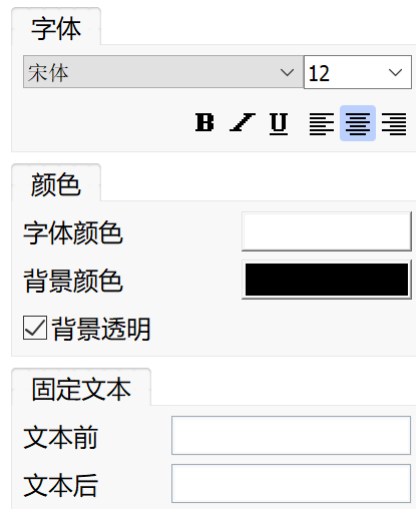 字体
宋体 12
B I U
颜色
字体颜色
背景颜色
背景透明
固定文本
文本前
文本后